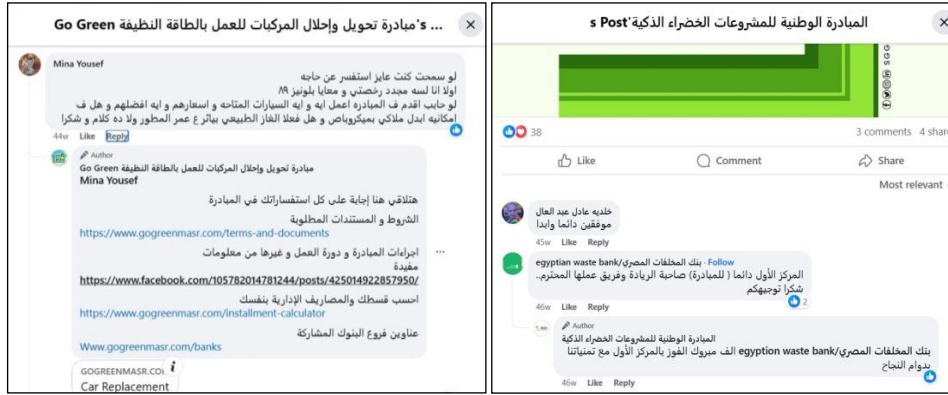 مبادرة تحويل وإحلال المركبات للعمل بالطاقة النظيفة Go Green's ...
Mina Yousef
لو سمحت كنت عايز استفسر عن حاجه
اولا انا لسه مجدد رخصتي و معايا بلونيز ٨٩
لو حابب اقدم ف المبادره اعمل ايه و ايه السيارات المتاحه و اسعارهم و ايه افضلهم و هل ف
امكانيه ابدل ملاكي بميكروباص و هل فعلا الغاز الطبيعي بياثر ع عمر المطور ولا ده كلام و شكرا
44w Like Reply
Author
مبادرة تحويل وإحلال المركبات للعمل بالطاقة النظيفة Go Green
Mina Yousef
هتلاقي هنا إجابة على كل استفساراتك في المبادرة
الشروط و المستندات المطلوبة
https://www.gogreenmasr.com/terms-and-documents
اجراءات المبادرة و دورة العمل و غيرها من معلومات
مفيدة
https://www.facebook.com/105782014781244/posts/425014922857950/
احسب قسطك والمصاريف الإدارية بنفسك
https://www.gogreenmasr.com/installment-calculator
عناوين فروع البنوك المشاركة
Www.gogreenmasr.com/banks
GOGREENMASR.CO
Car Replacement
المبادرة الوطنية للمشروعات الخضراء الذكية's Post
38
3 comments 4 share
Like Comment Share
Most relevant
خلديه عادل عبد العال
موفقين دائما وابدا
45w Like Reply
egyptian waste bank/بنك المخلفات المصري · Follow
المركز الأول دائما ( للمبادرة) صاحبة الريادة وفريق عملها المحترم..
شكرا توجيهكم
2
46w Like Reply
Author
المبادرة الوطنية للمشروعات الخضراء الذكية
بنك المخلفات المصري/egyption waste bank الف مبروك الفوز بالمركز الأول مع تمنياتنا
بدوام النجاح
46w Like Reply